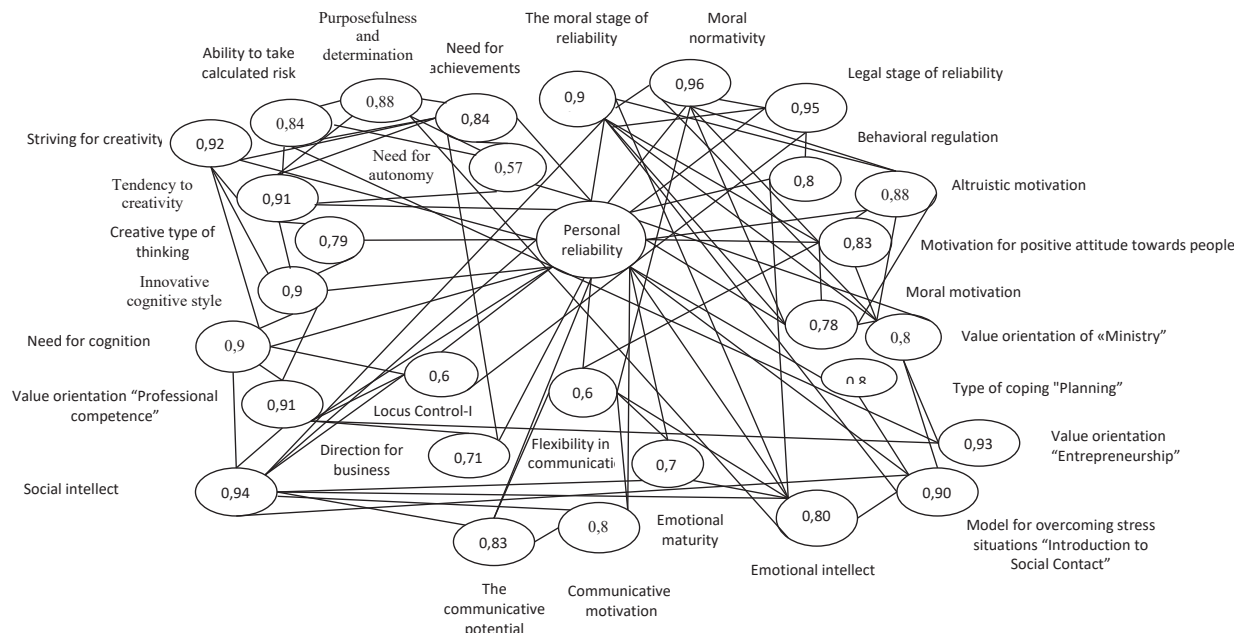 Purposefulness
and
determination
Ability to take
calculated risk
Need for
achievements
The moral stage of
reliability
Moral
normativity
Legal stage of reliability
0,88
0,84
0,84
0,9
0,96
0,95
Striving for creativity
0,92
Need for
autonomy
0,57
Behavioral regulation
0,8
Tendency to
creativity
0,91
0,88
Altruistic motivation
Creative type of
thinking
0,79
Personal
reliability
0,83
Motivation for positive attitude towards people
Innovative
cognitive style
0,9
Moral motivation
0,78
0,8
Value orientation of «Ministry”
Need for cognition
0,9
0,6
0,8
Type of coping "Planning”
Value orientation “Professional
competence”
0,91
Locus Control-I
0,6
0,93
Value orientation
“Entrepreneurship”
Direction for
business
0,71
Flexibility in
communicati
0,7
Social intellect
0,94
0,90
Model for overcoming stress
situations “Introduction to
Social Contact”
0,83
0,8
Emotional
maturity
0,80
Emotional intellect
The
communicative
potential
Communicative
motivation